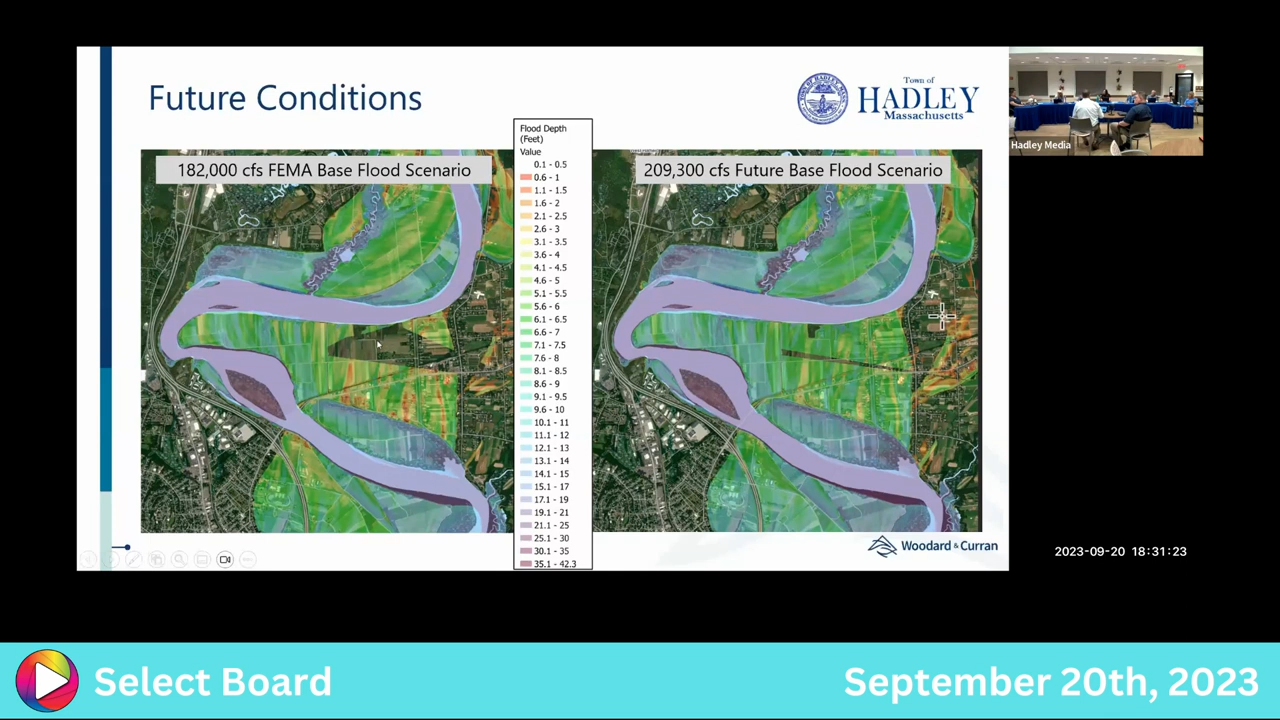 Future Conditions
TOWN OF HADLEY MASS
Town of
HADLEY
Massachusetts
Hadley Media
182,000 cfs FEMA Base Flood Scenario
Flood Depth
(Feet)
Value
0.1 - 0.5
0.6 - 1
1.1 - 1.5
1.6 - 2
2.1 - 2.5
2.6 - 3
3.1 - 3.5
3.6 - 4
4.1 - 4.5
4.6 - 5
5.1 - 5.5
5.6 - 6
6.1 - 6.5
6.6 - 7
7.1 - 7.5
7.6 - 8
8.1 - 8.5
8.6 - 9
9.1 - 9.5
9.6 - 10
10.1 - 11
11.1 - 12
12.1 - 13
13.1 - 14
14.1 - 15
15.1 - 17
17.1 - 19
19.1 - 21
21.1 - 25
25.1 - 30
30.1 - 35
35.1 - 42.3
209,300 cfs Future Base Flood Scenario
Woodard & Curran
2023-09-20 18:31:23
Select Board
September 20th, 2023